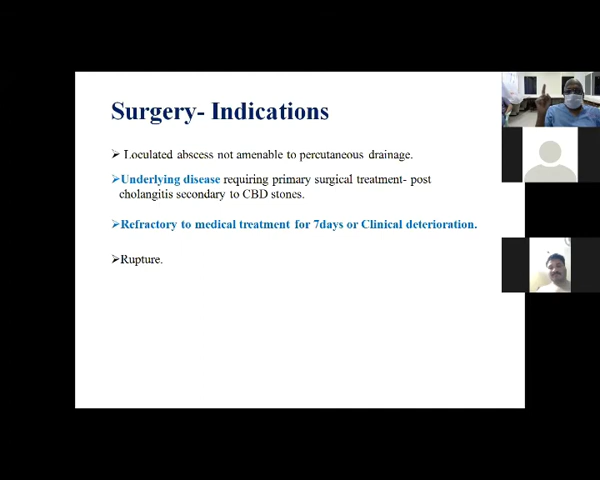 Surgery- Indications
➢ Loculated abscess not amenable to percutaneous drainage.
➢Underlying disease requiring primary surgical treatment- post
cholangitis secondary to CBD stones.
➢Refractory to medical treatment for 7days or Clinical deterioration.
➢Rupture.